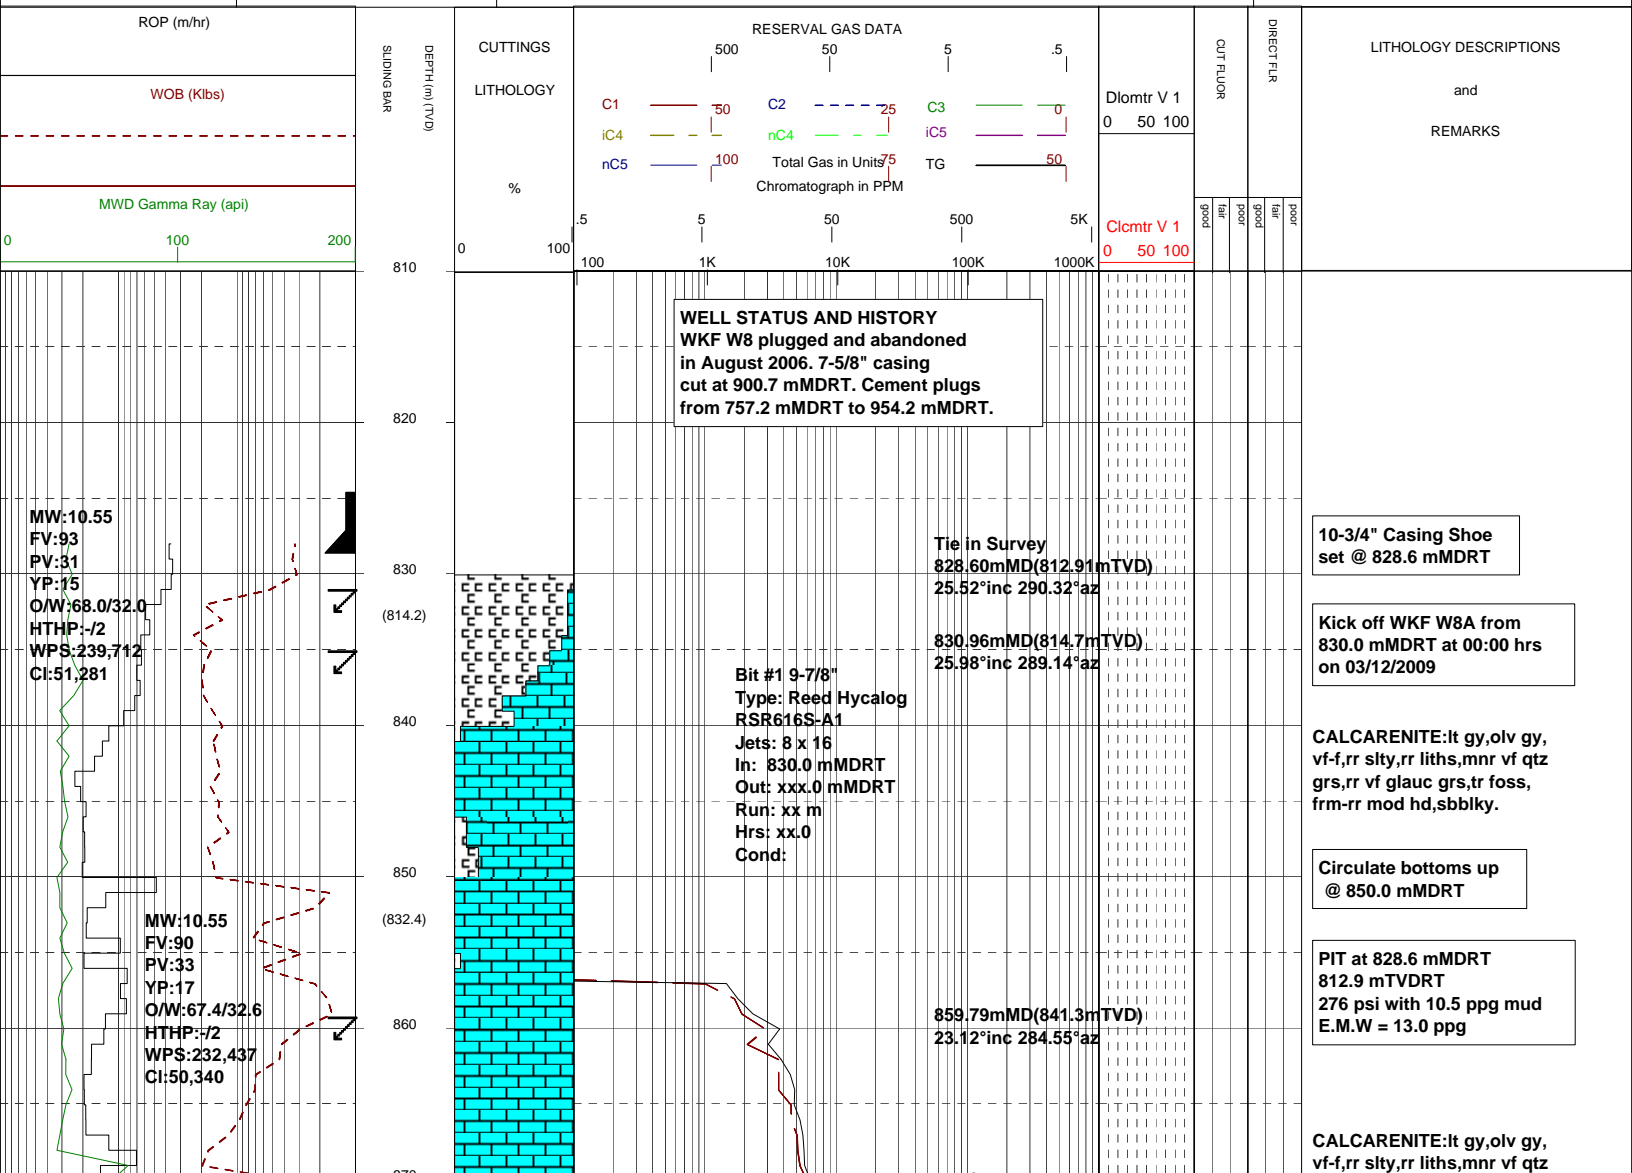 ROP (m/hr)
WOB (Klbs)
MWD Gamma Ray (api)
0 100 200
SLIDING BAR
DEPTH (m) (TVD)
CUTTINGS
LITHOLOGY
%
0 100
RESERVAL GAS DATA
500 50 5 .5
C1 50 C2 25 C3 0
iC4 nC4 iC5
nC5 100 Total Gas in Units 75 TG 50
Chromatograph in PPM
.5 5 50 500 5K
100 1K 10K 100K 1000K
Dlomtr V 1
0 50 100
Clcmtr V 1
0 50 100
CUT FLUOR
good fair poor
DIRECT FLR
good fair poor
LITHOLOGY DESCRIPTIONS
and
REMARKS
810
WELL STATUS AND HISTORY
WKF W8 plugged and abandoned
in August 2006. 7-5/8" casing
cut at 900.7 mMDRT. Cement plugs
from 757.2 mMDRT to 954.2 mMDRT.
820
MW:10.55
FV:93
PV:31
YP:15
O/W:68.0/32.0
HTHP:-/2
WPS:239,712
Cl:51,281
830
(814.2)
Tie in Survey
828.60mMD(812.91mTVD)
25.52°inc 290.32°az
830.96mMD(814.7mTVD)
25.98°inc 289.14°az
10-3/4" Casing Shoe
set @ 828.6 mMDRT
Kick off WKF W8A from
830.0 mMDRT at 00:00 hrs
on 03/12/2009
Bit #1 9-7/8"
Type: Reed Hycalog
RSR616S-A1
Jets: 8 x 16
In: 830.0 mMDRT
Out: xxx.0 mMDRT
Run: xx m
Hrs: xx.0
Cond:
840
CALCARENITE:lt gy,olv gy,
vf-f,rr slty,rr liths,mnr vf qtz
grs,rr vf glauc grs,tr foss,
frm-rr mod hd,sbblky.
850
(832.4)
Circulate bottoms up
@ 850.0 mMDRT
MW:10.55
FV:90
PV:33
YP:17
O/W:67.4/32.6
HTHP:-/2
WPS:232,437
Cl:50,340
PIT at 828.6 mMDRT
812.9 mTVDRT
276 psi with 10.5 ppg mud
E.M.W = 13.0 ppg
859.79mMD(841.3mTVD)
23.12°inc 284.55°az
860
CALCARENITE:lt gy,olv gy,
vf-f,rr slty,rr liths,mnr vf qtz
870